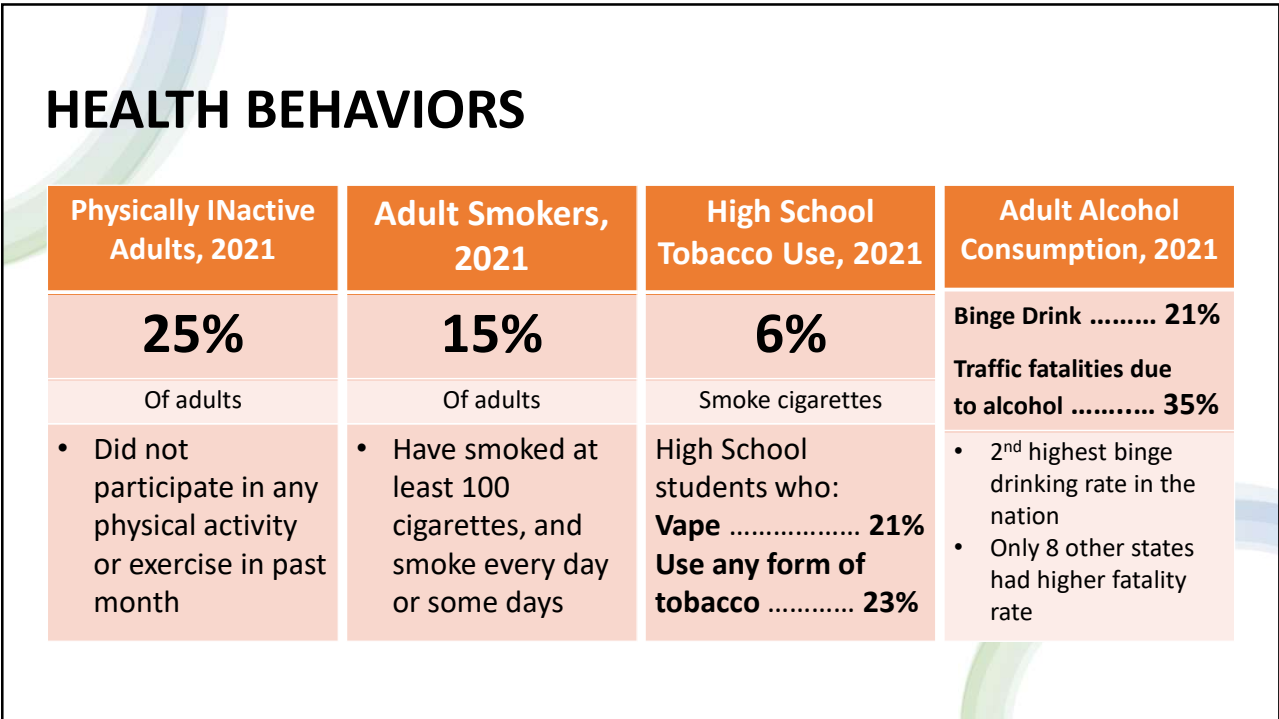 HEALTH BEHAVIORS
Physically INactive
Adults, 2021
25%
Of adults
• Did not
participate in any
physical activity
or exercise in past
month
Adult Smokers,
2021
15%
Of adults
• Have smoked at
least 100
cigarettes, and
smoke every day
or some days
High School
Tobacco Use, 2021
6%
Smoke cigarettes
High School
students who:
Vape .................. 21%
Use any form of
tobacco ............ 23%
Adult Alcohol
Consumption, 2021
Binge Drink ......... 21%
Traffic fatalities due
to alcohol ........... 35%
• 2nd highest binge
drinking rate in the
nation
• Only 8 other states
had higher fatality
rate